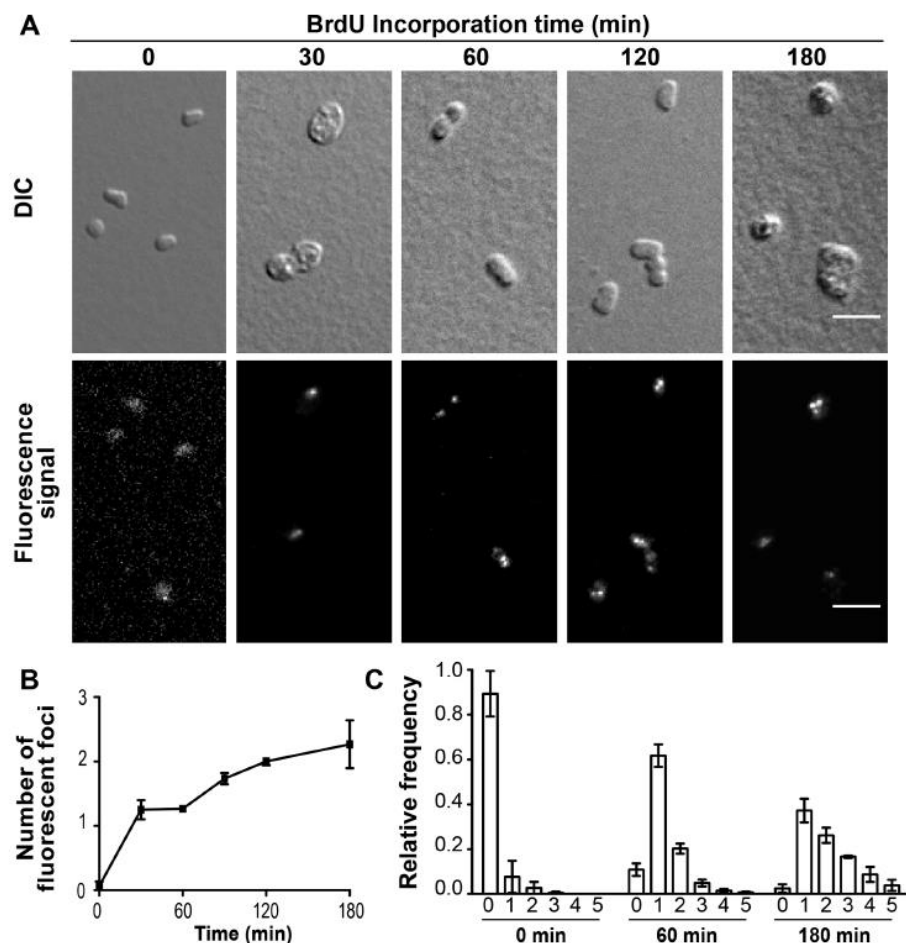 A
BrdU Incorporation time (min)
0 30 60 120 180
DIC
Fluorescence
signal
B
Number of
fluorescent foci
3
2
1
0
0 60 120 180
Time (min)
C
Relative frequency
1.0
0.8
0.6
0.4
0.2
0.0
0 1 2 3 4 5 0 1 2 3 4 5 0 1 2 3 4 5
0 min 60 min 180 min